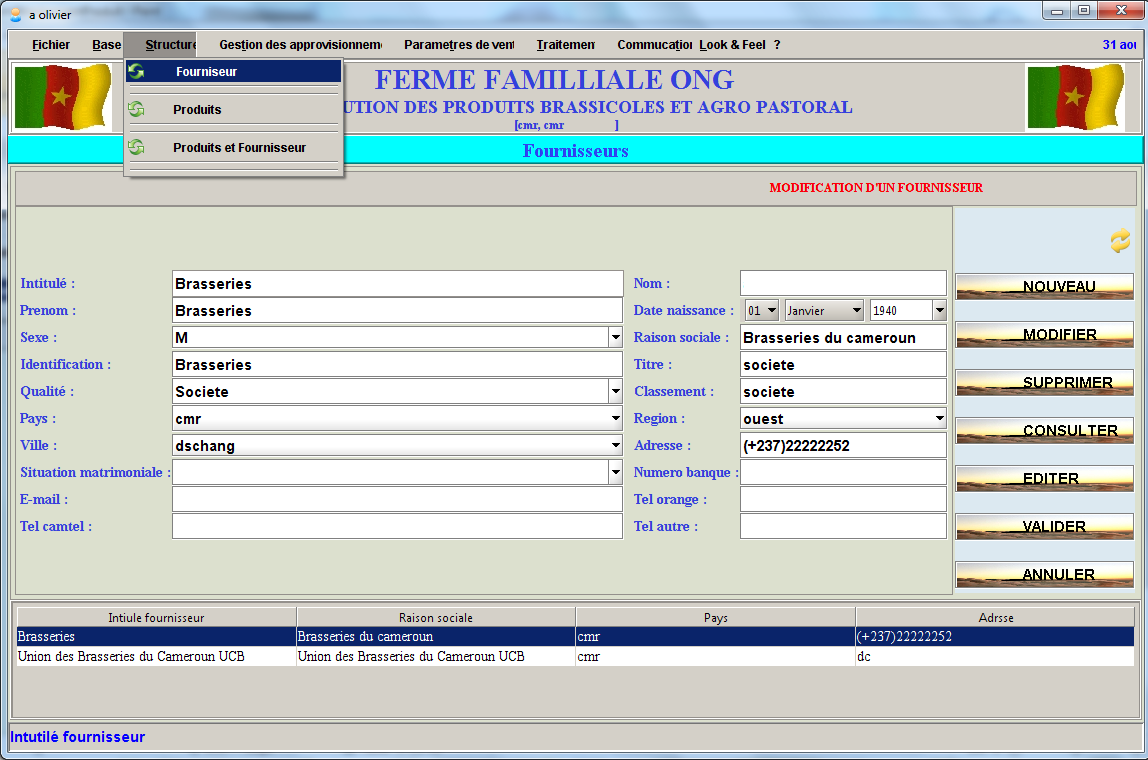 a olivier
Fichier Base Structure Gestion des approvisionnem Parametres de vent Traitemen Commucatio Look & Feel ? 31 aoı
Fourniseur
Produits
Produits et Fournisseur
FERME FAMILLIALE ONG
UTION DES PRODUITS BRASSICOLES ET AGRO PASTORAL
[cmr, cmr ]
Fournisseurs
MODIFICATION D'UN FOURNISSEUR
Intitulé : Brasseries Nom :
Prenom : Brasseries Date naissance : 01 Janvier 1940
Sexe : M Raison sociale : Brasseries du cameroun
Identification : Brasseries Titre : societe
Qualité : Societe Classement : societe
Pays : cmr Region : ouest
Ville : dschang Adresse : (+237)22222252
Situation matrimoniale : Numero banque :
E-mail : Tel orange :
Tel camtel : Tel autre :
NOUVEAU
MODIFIER
SUPPRIMER
CONSULTER
EDITER
VALIDER
ANNULER
Intiule fournisseur Raison sociale Pays Adrsse
Brasseries Brasseries du cameroun cmr (+237)22222252
Union des Brasseries du Cameroun UCB Union des Brasseries du Cameroun UCB cmr dc
Intutilé fournisseur